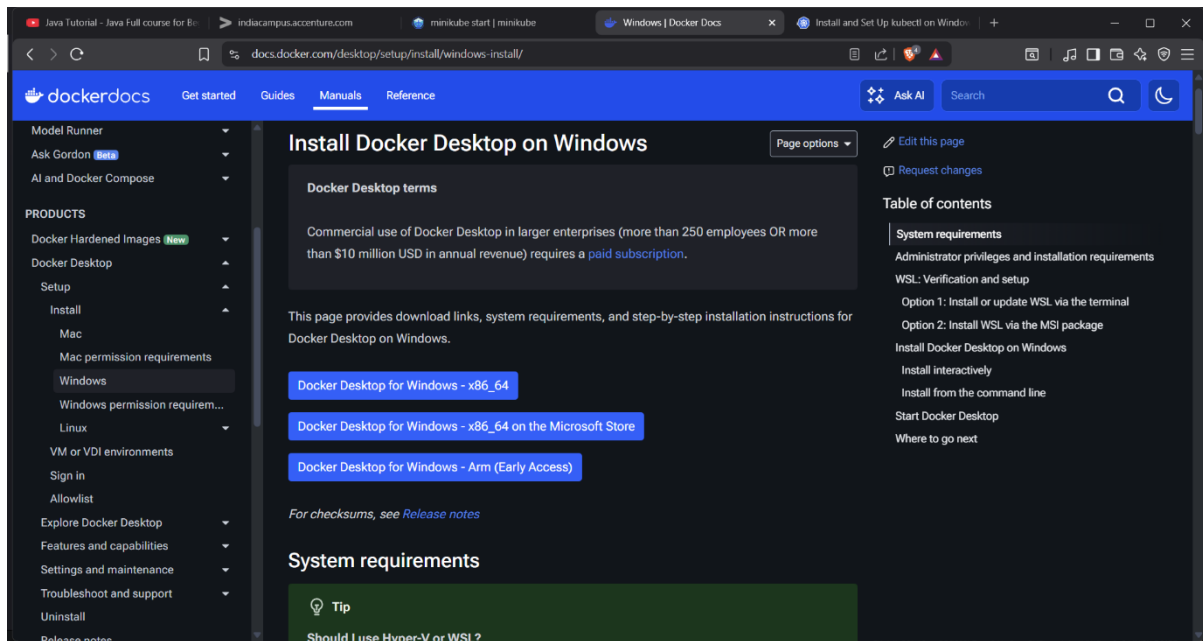 Java Tutorial - Java Full course for Be
indiacampus.accenture.com
minikube start | minikube
Windows | Docker Docs
Install and Set Up kubectl on Window
docs.docker.com/desktop/setup/install/windows-install/
dockerdocs
Get started
Guides
Manuals
Reference
Ask AI
Search
Model Runner
Ask Gordon Beta
AI and Docker Compose
PRODUCTS
Docker Hardened Images New
Docker Desktop
Setup
Install
Mac
Mac permission requirements
Windows
Windows permission requirem...
Linux
VM or VDI environments
Sign in
Allowlist
Explore Docker Desktop
Features and capabilities
Settings and maintenance
Troubleshoot and support
Uninstall
Release notes
Install Docker Desktop on Windows
Page options
Docker Desktop terms
Commercial use of Docker Desktop in larger enterprises (more than 250 employees OR more
than $10 million USD in annual revenue) requires a paid subscription.
This page provides download links, system requirements, and step-by-step installation instructions for
Docker Desktop on Windows.
Docker Desktop for Windows - x86_64
Docker Desktop for Windows - x86_64 on the Microsoft Store
Docker Desktop for Windows - Arm (Early Access)
For checksums, see Release notes
System requirements
Tip
Should I use Hyper-V or WSL?
Edit this page
Request changes
Table of contents
System requirements
Administrator privileges and installation requirements
WSL: Verification and setup
Option 1: Install or update WSL via the terminal
Option 2: Install WSL via the MSI package
Install Docker Desktop on Windows
Install interactively
Install from the command line
Start Docker Desktop
Where to go next